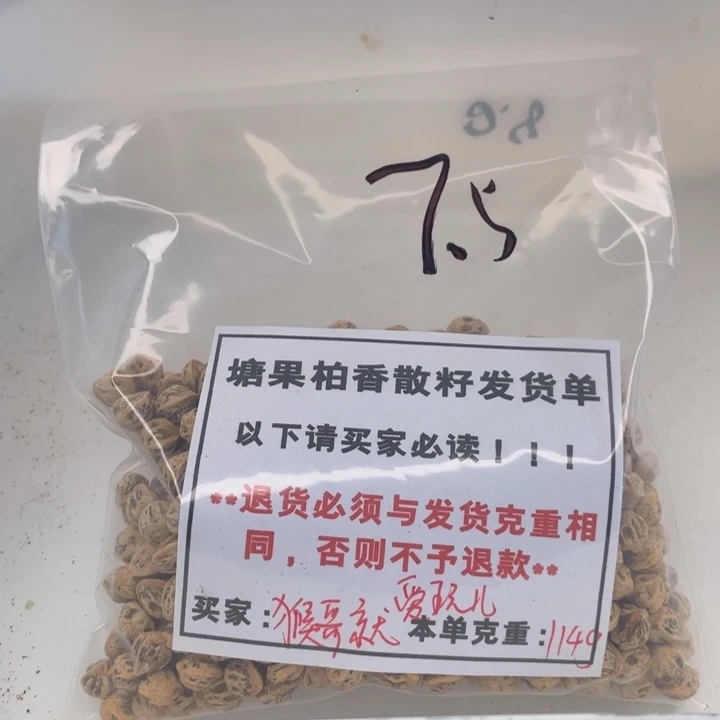 8.0
7.5
塘果柏香散籽发货单
以下请买家必读！！！
**退货必须与发货克重相
同，否则不予退款**
买家：猴哥就爱玩儿 本单克重：114g